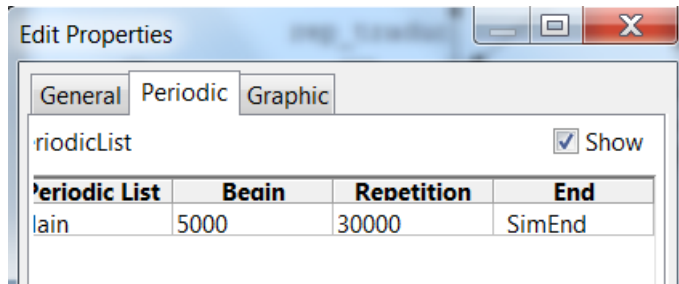 Edit Properties
General Periodic Graphic
riodicList Show
Periodic List Begin Repetition End
lain 5000 30000 SimEnd